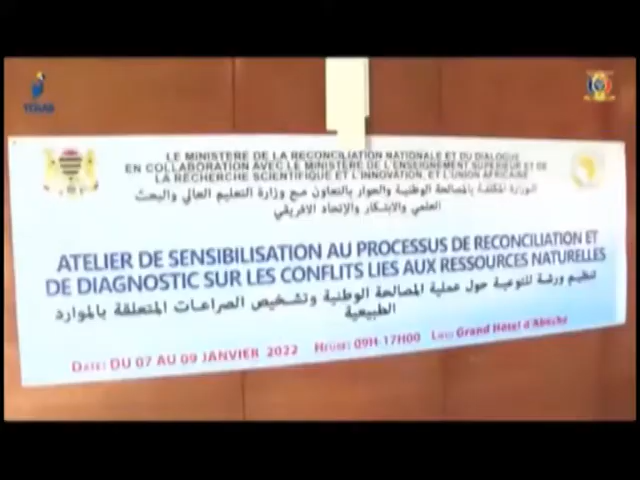 TCHAD
LE MINISTERE DE LA RECONCILIATION NATIONALE ET DU DIALOGUE
EN COLLABORATION AVEC LE MINISTERE DE L'ENSEIGNEMENT SUPERIEUR ET DE
LA RECHERCHE SCIENTIFIQUE ET L'INNOVATION, ET L'UNION AFRICAINE
الوزارة المكلفة بالمصالحة الوطنية والحوار بالتعاون مع وزارة التعليم العالي والبحث
العلمي والابتكار والإتحاد الافريقي
ATELIER DE SENSIBILISATION AU PROCESSUS DE RECONCILIATION ET
DE DIAGNOSTIC SUR LES CONFLITS LIES AUX RESSOURCES NATURELLES
تنظيم ورشة للتوعية حول عملية المصالحة الوطنية وتشخيص الصراعات المتعلقة بالموارد
الطبيعية
DATE: DU 07 AU 09 JANVIER 2022 HEURE: 09H-17H00 LIEU: Grand Hôtel d'Abéché